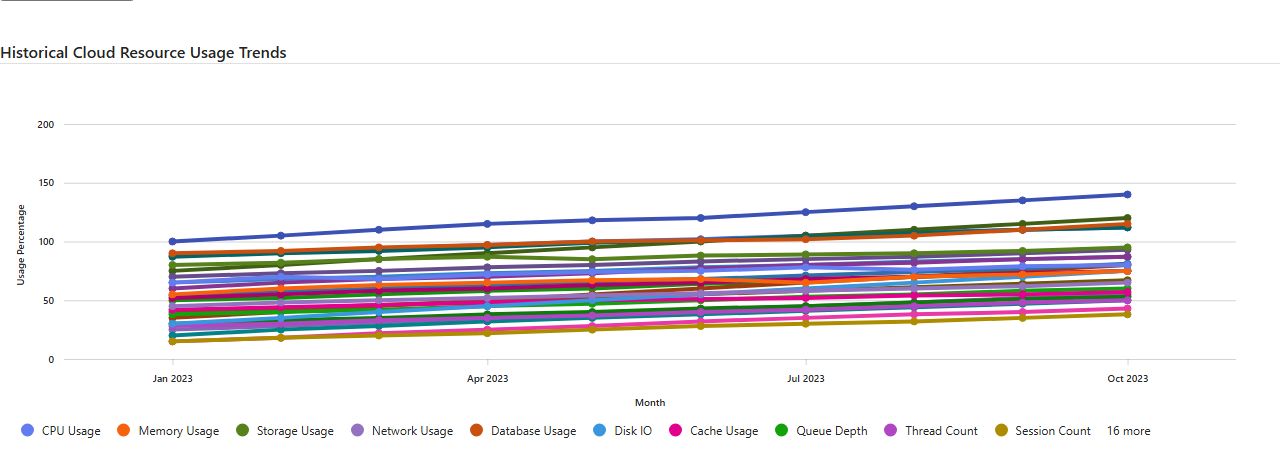 Historical Cloud Resource Usage Trends
200
150
100
50
0
Usage Percentage
Jan 2023 Apr 2023 Jul 2023 Oct 2023
Month
CPU Usage Memory Usage Storage Usage Network Usage Database Usage Disk IO Cache Usage Queue Depth Thread Count Session Count 16 more